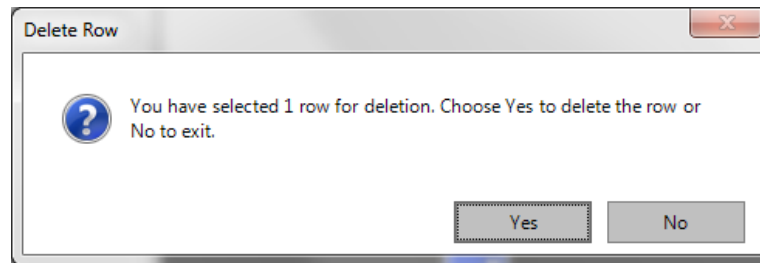 Delete Row
You have selected 1 row for deletion. Choose Yes to delete the row or
No to exit.
Yes
No